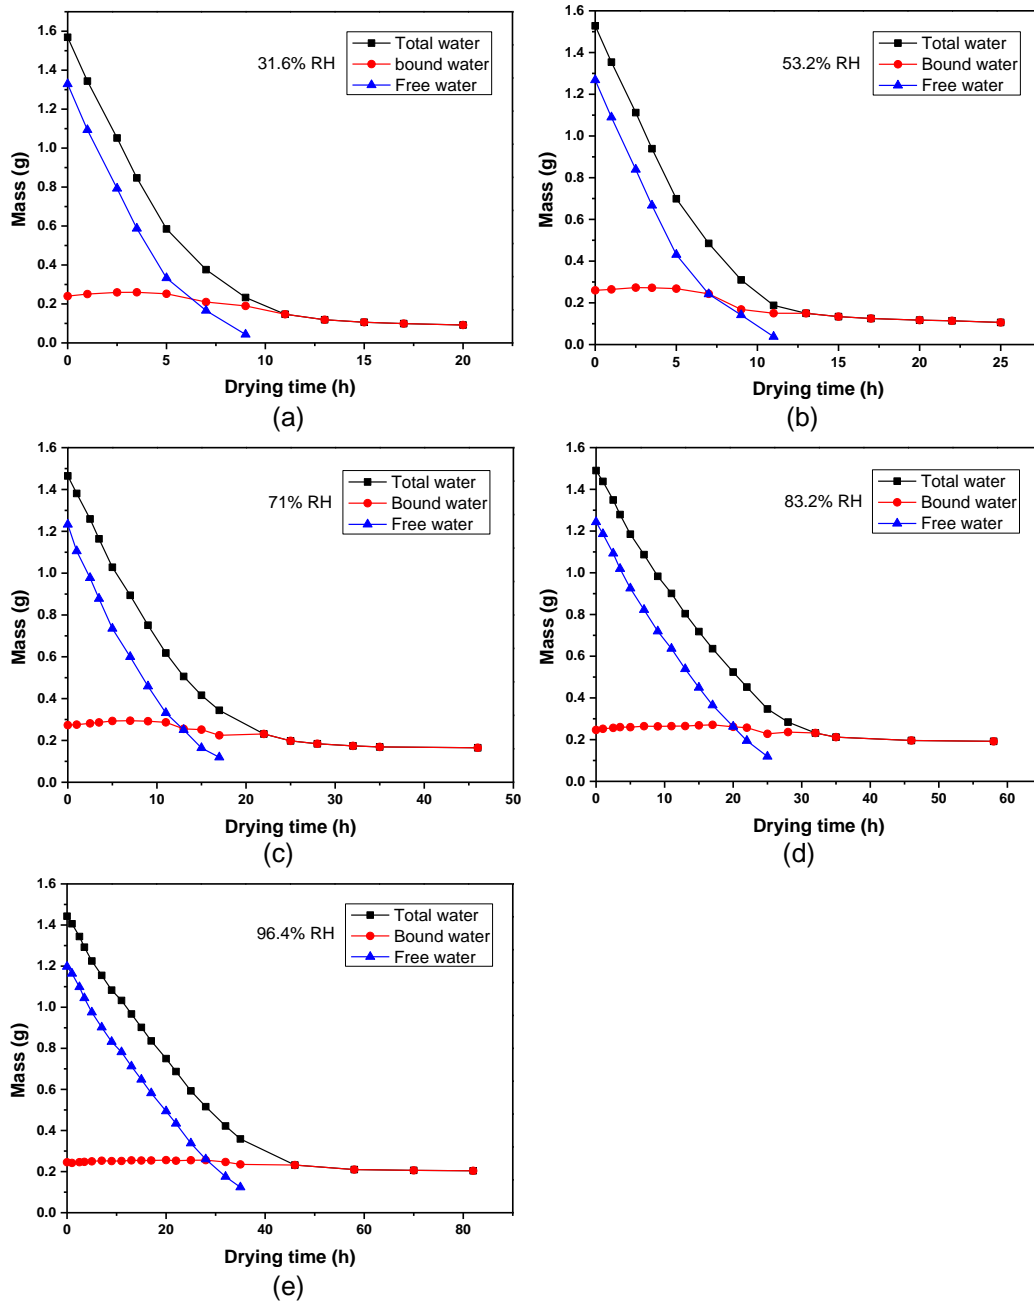 1.6
1.4
1.2
1.0
0.8
0.6
0.4
0.2
0.0
Mass (g)
31.6% RH
Total water
bound water
Free water
0 5 10 15 20
Drying time (h)
(a)
1.6
1.4
1.2
1.0
0.8
0.6
0.4
0.2
0.0
Mass (g)
53.2% RH
Total water
Bound water
Free water
0 5 10 15 20 25
Drying time (h)
(b)
1.6
1.4
1.2
1.0
0.8
0.6
0.4
0.2
0.0
Mass (g)
71% RH
Total water
Bound water
Free water
0 10 20 30 40 50
Drying time (h)
(c)
1.6
1.4
1.2
1.0
0.8
0.6
0.4
0.2
0.0
Mass (g)
83.2% RH
Total water
Bound water
Free water
0 10 20 30 40 50 60
Drying time (h)
(d)
1.6
1.4
1.2
1.0
0.8
0.6
0.4
0.2
0.0
Mass (g)
96.4% RH
Total water
Bound water
Free water
0 20 40 60 80
Drying time (h)
(e)